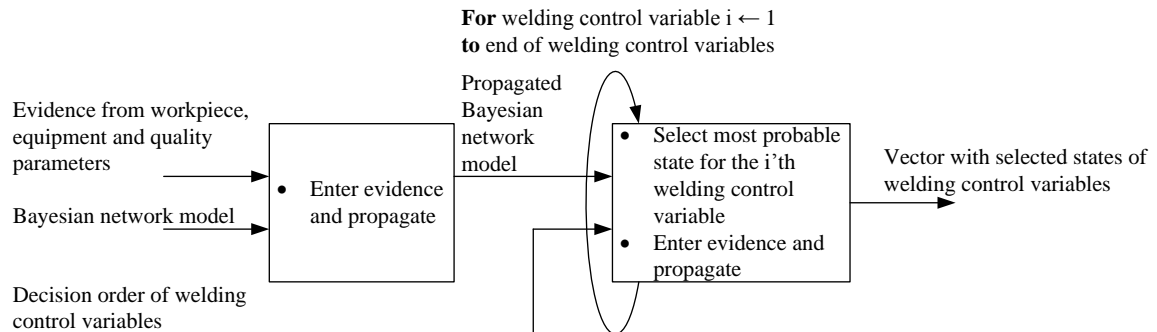 For welding control variable i ← 1
to end of welding control variables
Evidence from workpiece,
equipment and quality
parameters
Bayesian network model
Decision order of welding
control variables
• Enter evidence
and propagate
Propagated
Bayesian
network
model
• Select most probable
state for the i'th
welding control
variable
• Enter evidence and
propagate
Vector with selected states of
welding control variables